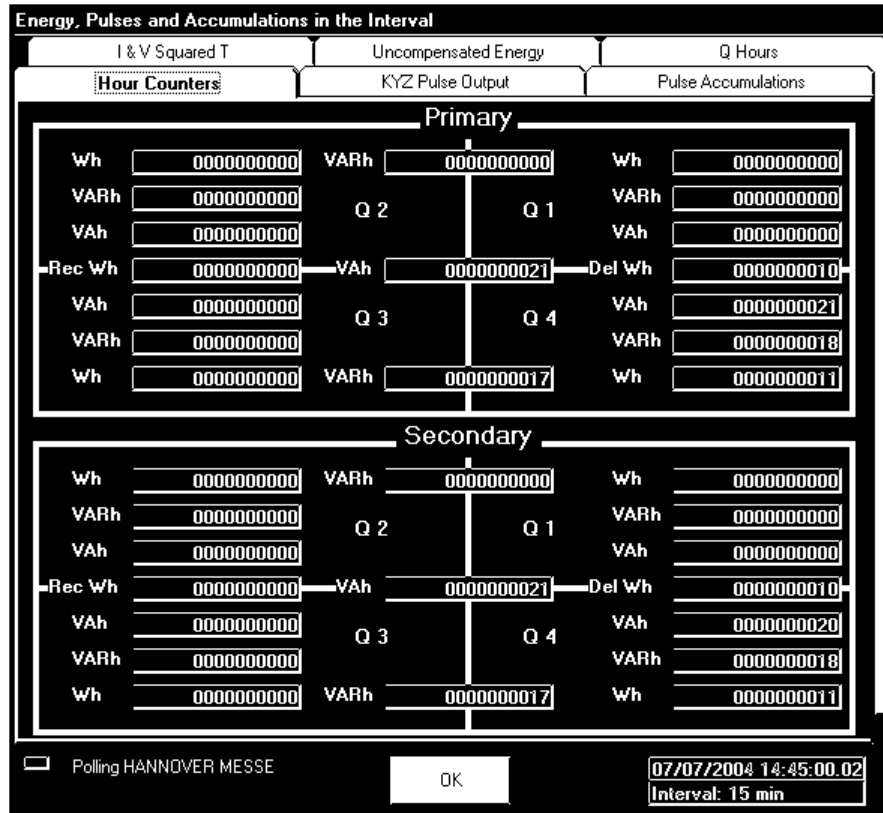 Energy, Pulses and Accumulations in the Interval
I & V Squared T Uncompensated Energy Q Hours
Hour Counters KYZ Pulse Output Pulse Accumulations
Primary
Wh 0000000000 VARh 0000000000 Wh 0000000000
VARh 0000000000 Q 2 Q 1 VARh 0000000000
VAh 0000000000 VAh 0000000000
Rec Wh 0000000000 VAh 0000000021 Del Wh 0000000010
VAh 0000000000 Q 3 Q 4 VAh 0000000021
VARh 0000000000 VARh 0000000018
Wh 0000000000 VARh 0000000017 Wh 0000000011
Secondary
Wh 0000000000 VARh 0000000000 Wh 0000000000
VARh 0000000000 Q 2 Q 1 VARh 0000000000
VAh 0000000000 VAh 0000000000
Rec Wh 0000000000 VAh 0000000021 Del Wh 0000000010
VAh 0000000000 Q 3 Q 4 VAh 0000000020
VARh 0000000000 VARh 0000000018
Wh 0000000000 VARh 0000000017 Wh 0000000011
Polling HANNOVER MESSE OK 07/07/2004 14:45:00.02
Interval: 15 min